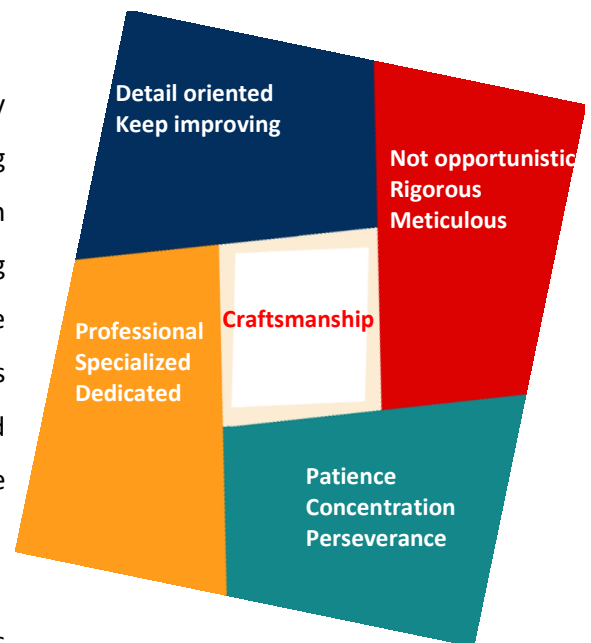 Detail oriented
Keep improving
Not opportunistic
Rigorous
Meticulous
Craftsmanship
Professional
Specialized
Dedicated
Patience
Concentration
Perseverance